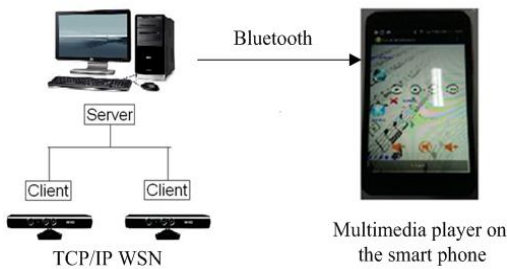 Bluetooth
Server
Client
Client
TCP/IP WSN
Multimedia player on
the smart phone